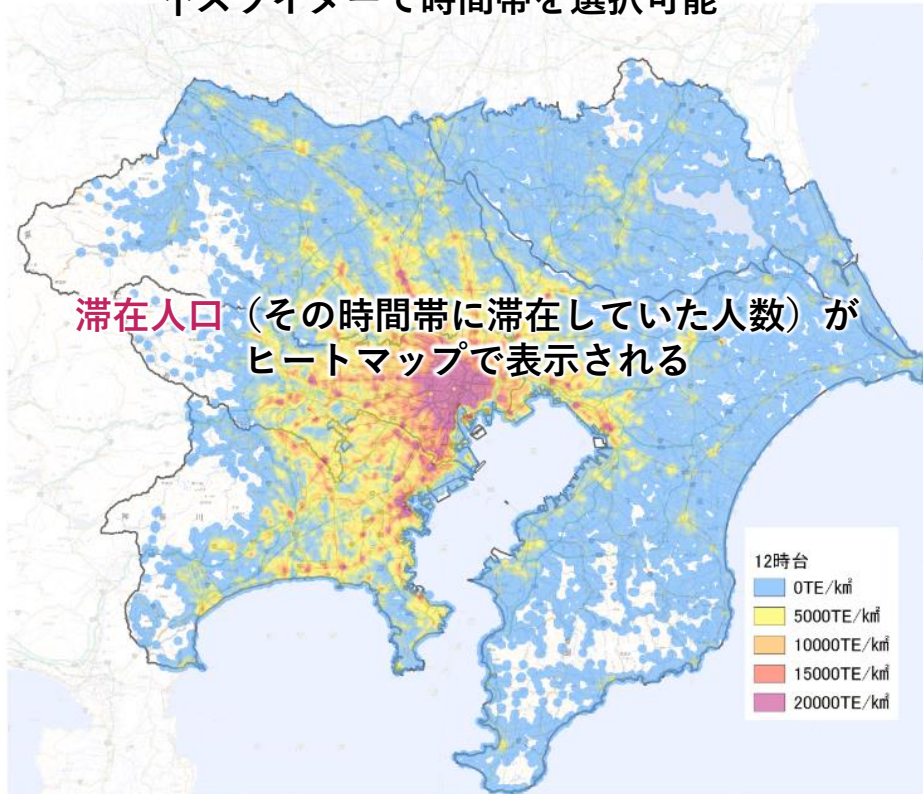 滞在人口（その時間帯に滞在していた人数）が
ヒートマップで表示される
川
12時台
0TE/k㎡
5000TE/k㎡
10000TE/k㎡
15000TE/k㎡
20000TE/k㎡